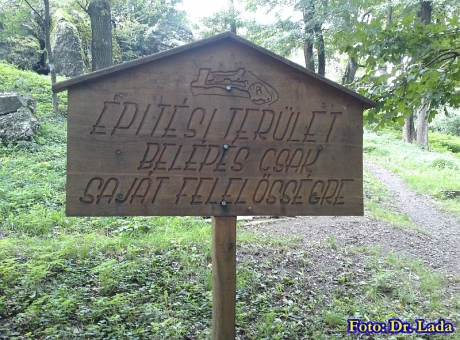 ÉPÍTÉSI TERÜLET
BELÉPÉS CSAK
SAJÁT FELELŐSSÉGRE
Foto: Dr. Lada